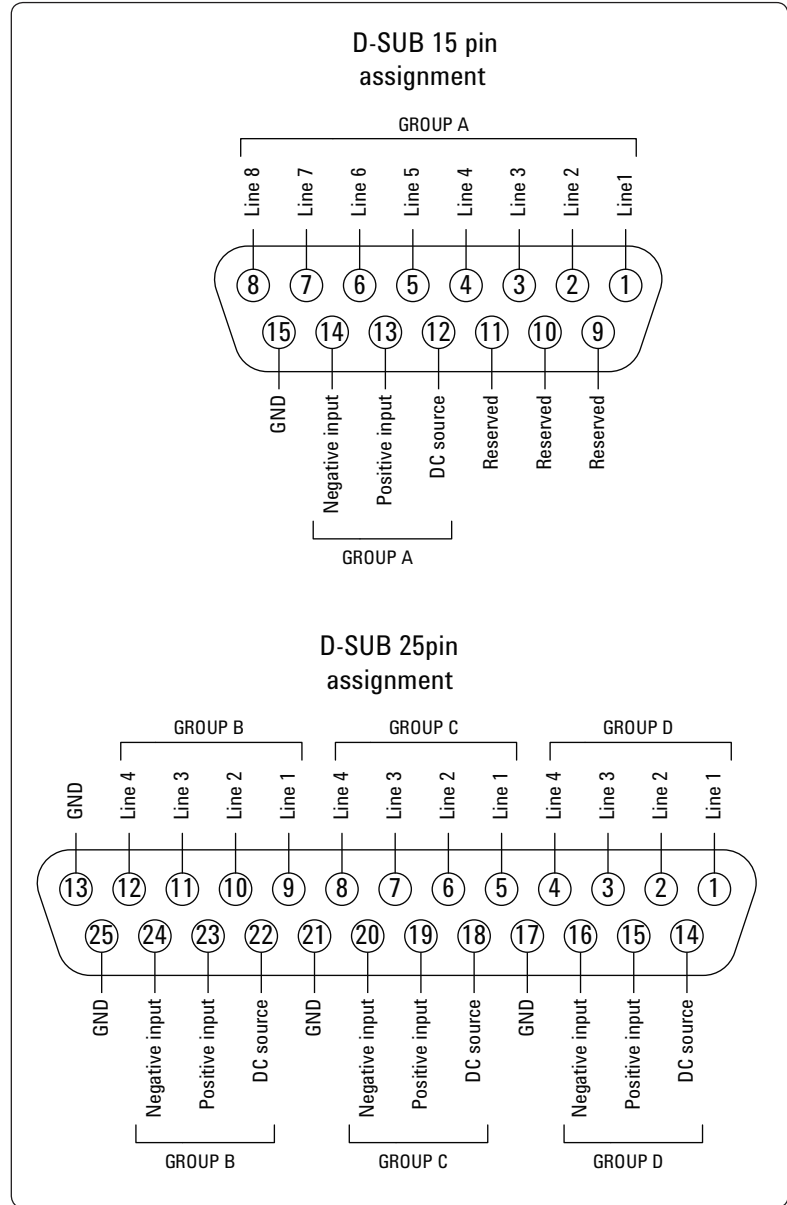 D-SUB 15 pin
assignment
GROUP A
Line 8
Line 7
Line 6
Line 5
Line 4
Line 3
Line 2
Line1
8
7
6
5
4
3
2
1
15
14
13
12
11
10
9
GND
Negative input
Positive input
DC source
Reserved
Reserved
Reserved
GROUP A
D-SUB 25pin
assignment
GROUP B
GROUP C
GROUP D
GND
Line 4
Line 3
Line 2
Line 1
Line 4
Line 3
Line 2
Line 1
Line 4
Line 3
Line 2
Line 1
13
12
11
10
9
8
7
6
5
4
3
2
1
25
24
23
22
21
20
19
18
17
16
15
14
GND
Negative input
Positive input
DC source
GND
Negative input
Positive input
DC source
GND
Negative input
Positive input
DC source
GROUP B
GROUP C
GROUP D